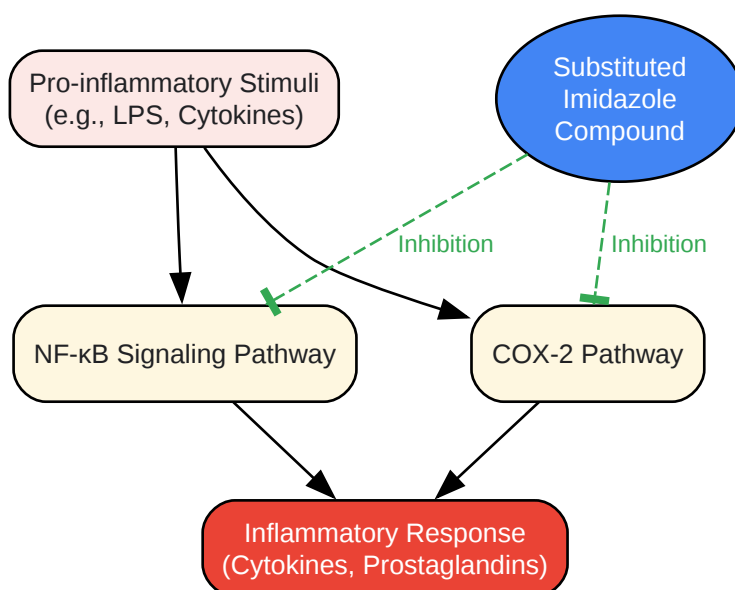 Pro-inflammatory Stimuli
(e.g., LPS, Cytokines)
Substituted
Imidazole
Compound
Inhibition
Inhibition
NF-κB Signaling Pathway
COX-2 Pathway
Inflammatory Response
(Cytokines, Prostaglandins)